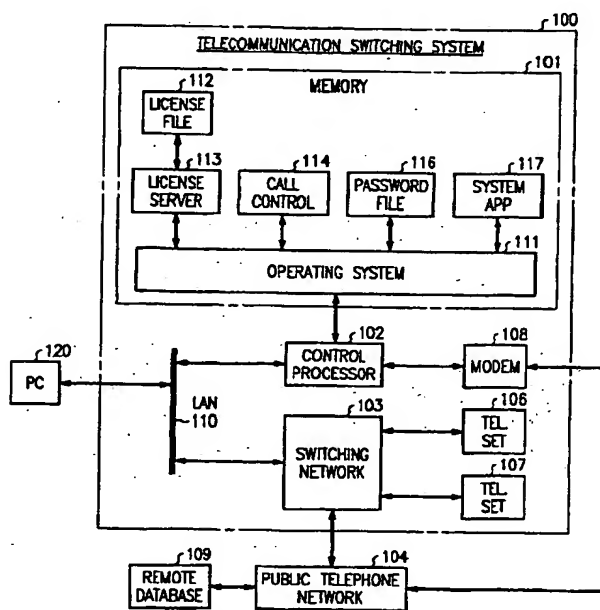 100
TELECOMMUNICATION SWITCHING SYSTEM
101
MEMORY
112
LICENSE FILE
113
LICENSE SERVER
114
CALL CONTROL
116
PASSWORD FILE
117
SYSTEM APP
111
OPERATING SYSTEM
120
PC
LAN
110
102
CONTROL PROCESSOR
108
MODEM
103
SWITCHING NETWORK
106
TEL. SET
107
TEL. SET
109
REMOTE DATABASE
104
PUBLIC TELEPHONE NETWORK